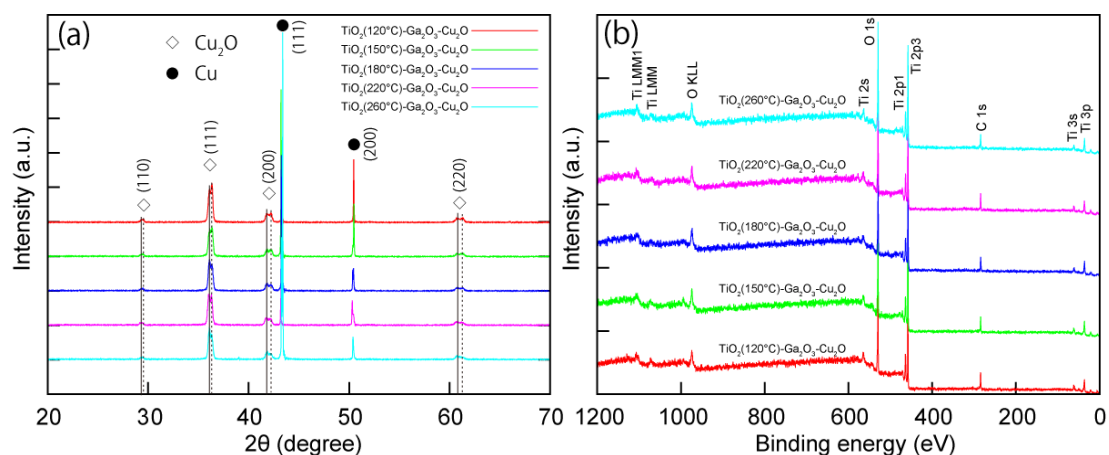 (a)
◇ Cu₂O
● Cu
TiO₂(120°C)-Ga₂O₃-Cu₂O
TiO₂(150°C)-Ga₂O₃-Cu₂O
TiO₂(180°C)-Ga₂O₃-Cu₂O
TiO₂(220°C)-Ga₂O₃-Cu₂O
TiO₂(260°C)-Ga₂O₃-Cu₂O
(110)
(111)
(200)
(111)
(200)
(220)
Intensity (a.u.)
20 30 40 50 60 70
2θ (degree)
(b)
Ti LMM1
Ti LMM
O KLL
Ti 2s
O 1s
Ti 2p1
Ti 2p3
C 1s
Ti 3s
Ti 3p
TiO₂(260°C)-Ga₂O₃-Cu₂O
TiO₂(220°C)-Ga₂O₃-Cu₂O
TiO₂(180°C)-Ga₂O₃-Cu₂O
TiO₂(150°C)-Ga₂O₃-Cu₂O
TiO₂(120°C)-Ga₂O₃-Cu₂O
Intensity (a.u.)
1200 1000 800 600 400 200 0
Binding energy (eV)